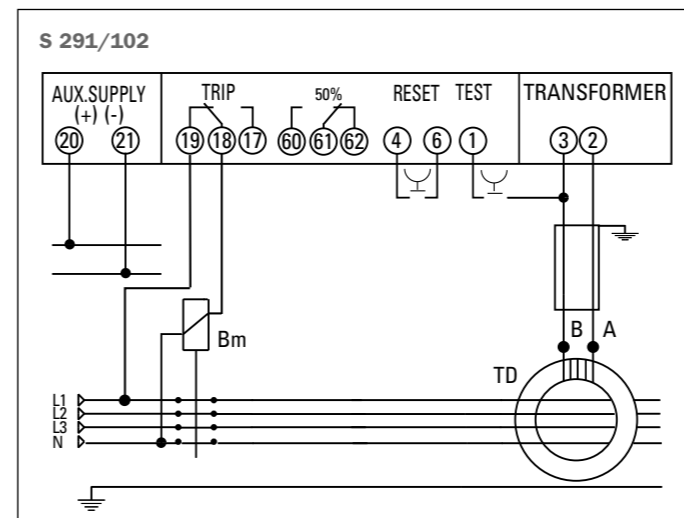 S 291/102
AUX.SUPPLY TRIP 50% RESET TEST TRANSFORMER
(+) (-)
20 21 19 18 17 60 61 62 4 6 1 3 2
Bm
B A
TD
L1
L2
L3
N